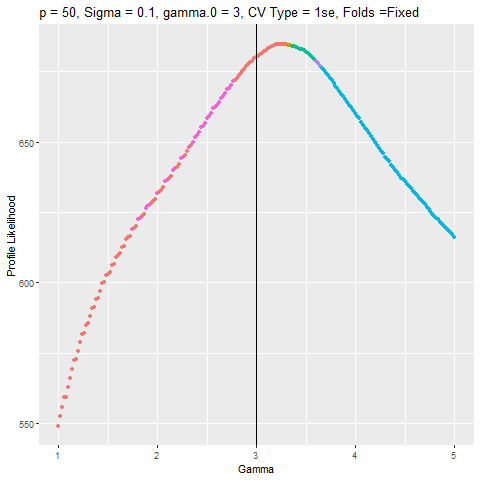 p = 50, Sigma = 0.1, gamma.0 = 3, CV Type = 1se, Folds =Fixed
Profile Likelihood
650
600
550
1 2 3 4 5
Gamma